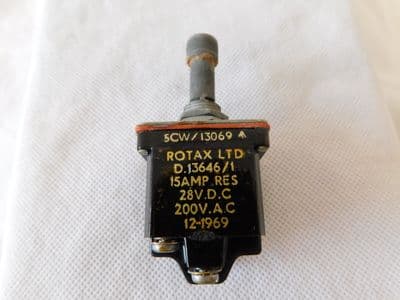 5CW/13069
ROTAX LTD
D.13646/1
15AMP.RES
28V.D.C
200V.A.C
12-1969